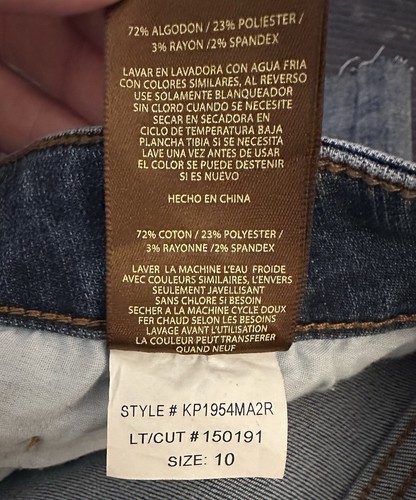 72% ALGODON / 23% POLIESTER /
3% RAYON /2% SPANDEX
LAVAR EN LAVADORA CON AGUA FRIA
CON COLORES SIMILARES, AL REVERSO
USE SOLAMENTE BLANQUEADOR
SIN CLORO CUANDO SE NECESITE
SECAR EN SECADORA EN
CICLO DE TEMPERATURA BAJA
PLANCHA TIBIA SI SE NECESITA
LAVE UNA VEZ ANTES DE USAR
EL COLOR SE PUEDE DESTENIR
SI ES NUEVO
HECHO EN CHINA
72% COTON / 23% POLYESTER /
3% RAYONNE /2% SPANDEX
LAVER LA MACHINE L'EAU FROIDE
AVEC COULEURS SIMILAIRES, L'ENVERS
SEULEMENT JAVELLISANT
SANS CHLORE SI BESOIN
SECHER A LA MACHINE CYCLE DOUX
FER CHAUD SELON LES BESOINS
LAVAGE AVANT L'UTILISATION
LA COULEUR PEUT TRANSFERER
QUAND NEUF
STYLE # KP1954MA2R
LT/CUT # 150191
SIZE: 10